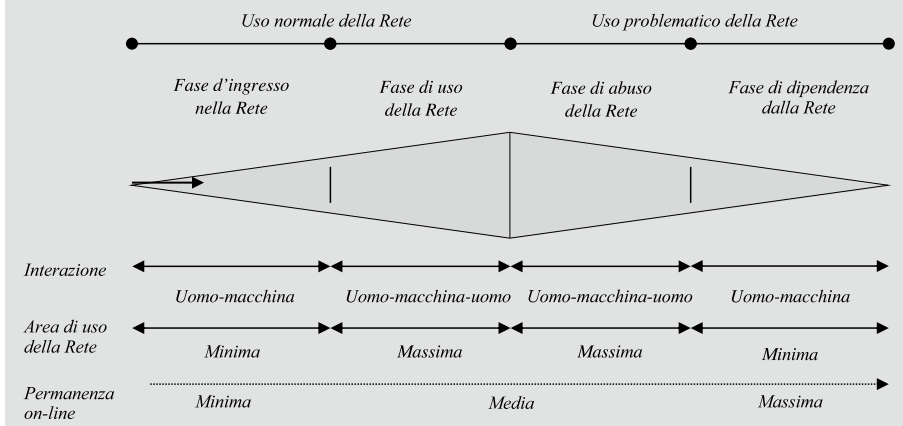 Uso normale della Rete
Uso problematico della Rete
Fase d'ingresso
nella Rete
Fase di uso
della Rete
Fase di abuso
della Rete
Fase di dipendenza
dalla Rete
Interazione
Uomo-macchina
Uomo-macchina-uomo
Uomo-macchina-uomo
Uomo-macchina
Area di uso
della Rete
Minima
Massima
Massima
Minima
Permanenza
on-line
Minima
Media
Massima